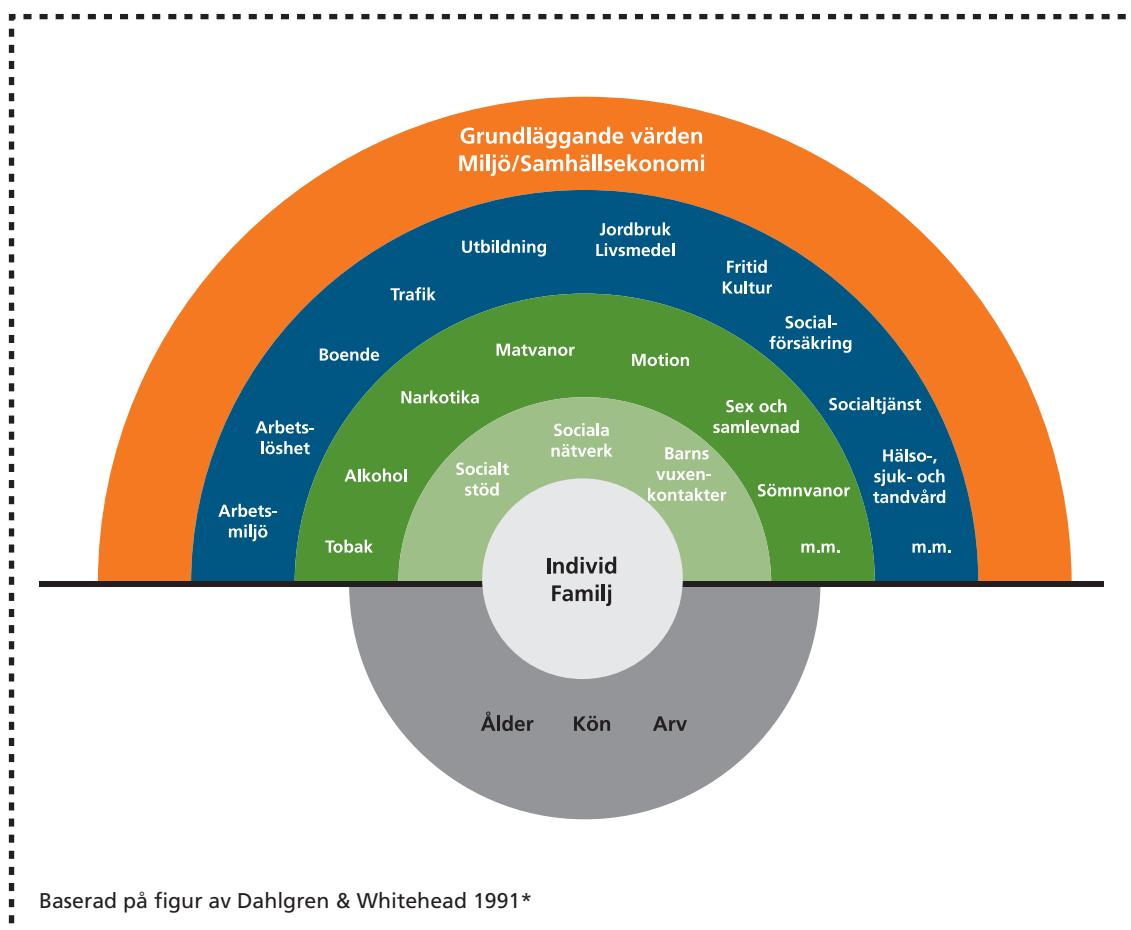 Grundläggande värden
Miljö/Samhällsekonomi
Jordbruk
Livsmedel
Utbildning
Fritid
Kultur
Trafik
Social-
försäkring
Boende
Socialtjänst
Arbets-
löshet
Hälso-,
sjuk- och
tandvård
Arbets-
miljö
m.m.
Matvanor
Motion
Narkotika
Sex och
samlevnad
Alkohol
Sömnvanor
Tobak
m.m.
Sociala
nätverk
Socialt
stöd
Barns
vuxen-
kontakter
Individ
Familj
Ålder Kön Arv
Baserad på figur av Dahlgren & Whitehead 1991*